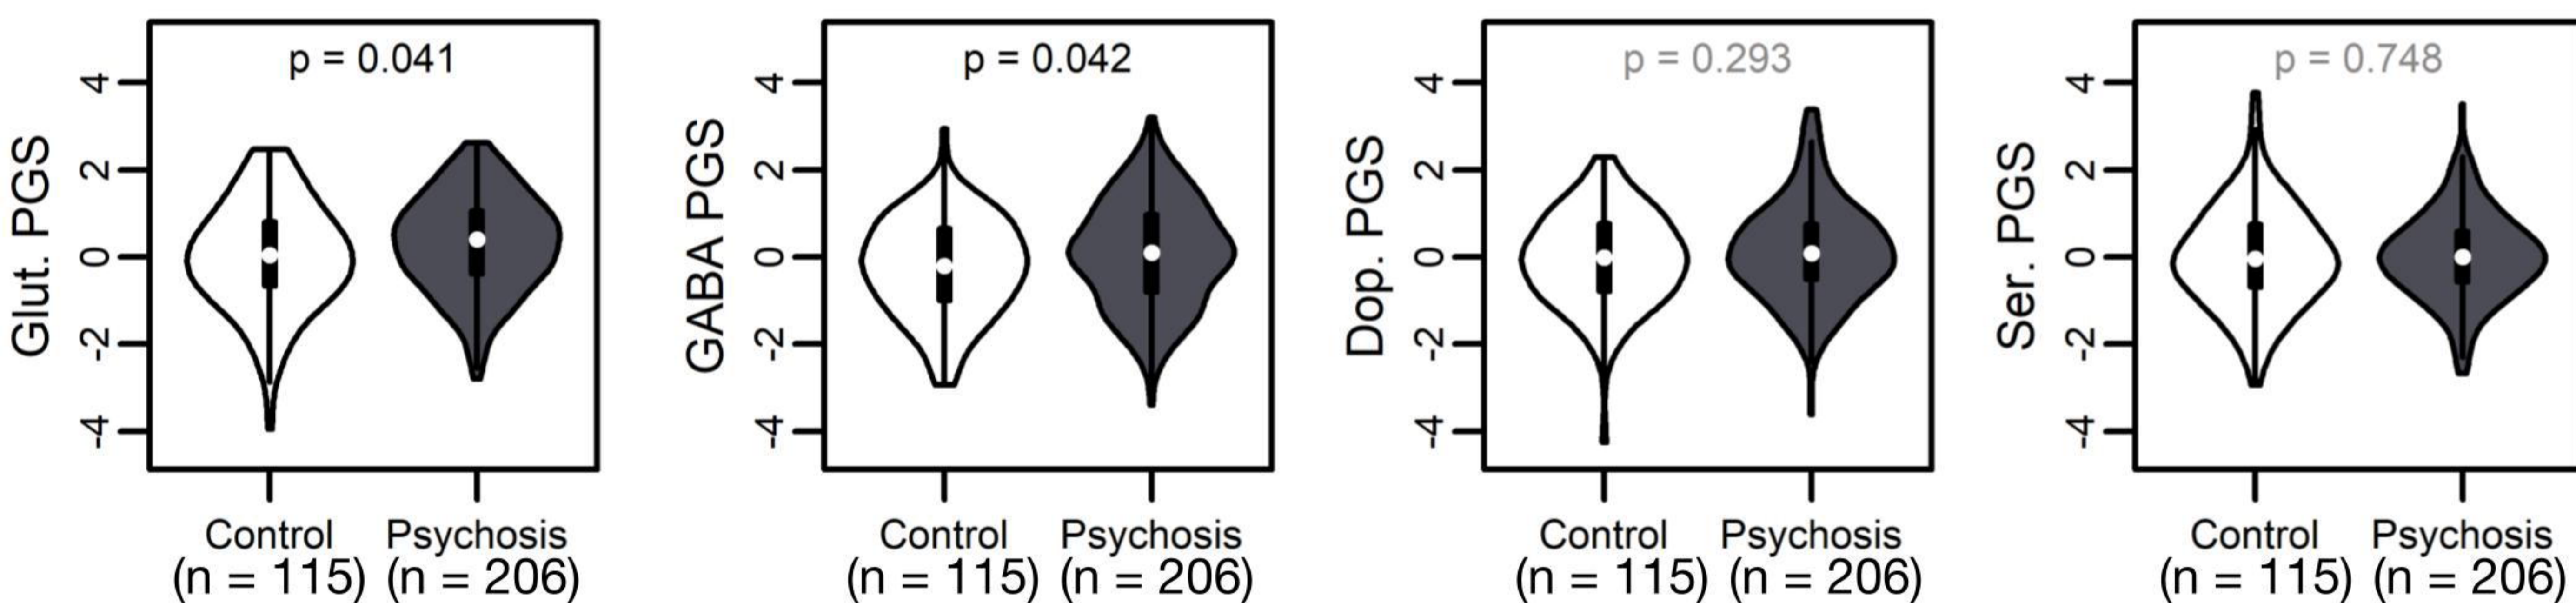 p = 0.041
Glut. PGS
4
2
0
-2
-4
Control
(n = 115)
Psychosis
(n = 206)
p = 0.042
GABA PGS
4
2
0
-2
-4
Control
(n = 115)
Psychosis
(n = 206)
p = 0.293
Dop. PGS
4
2
0
-2
-4
Control
(n = 115)
Psychosis
(n = 206)
p = 0.748
Ser. PGS
4
2
0
-2
-4
Control
(n = 115)
Psychosis
(n = 206)